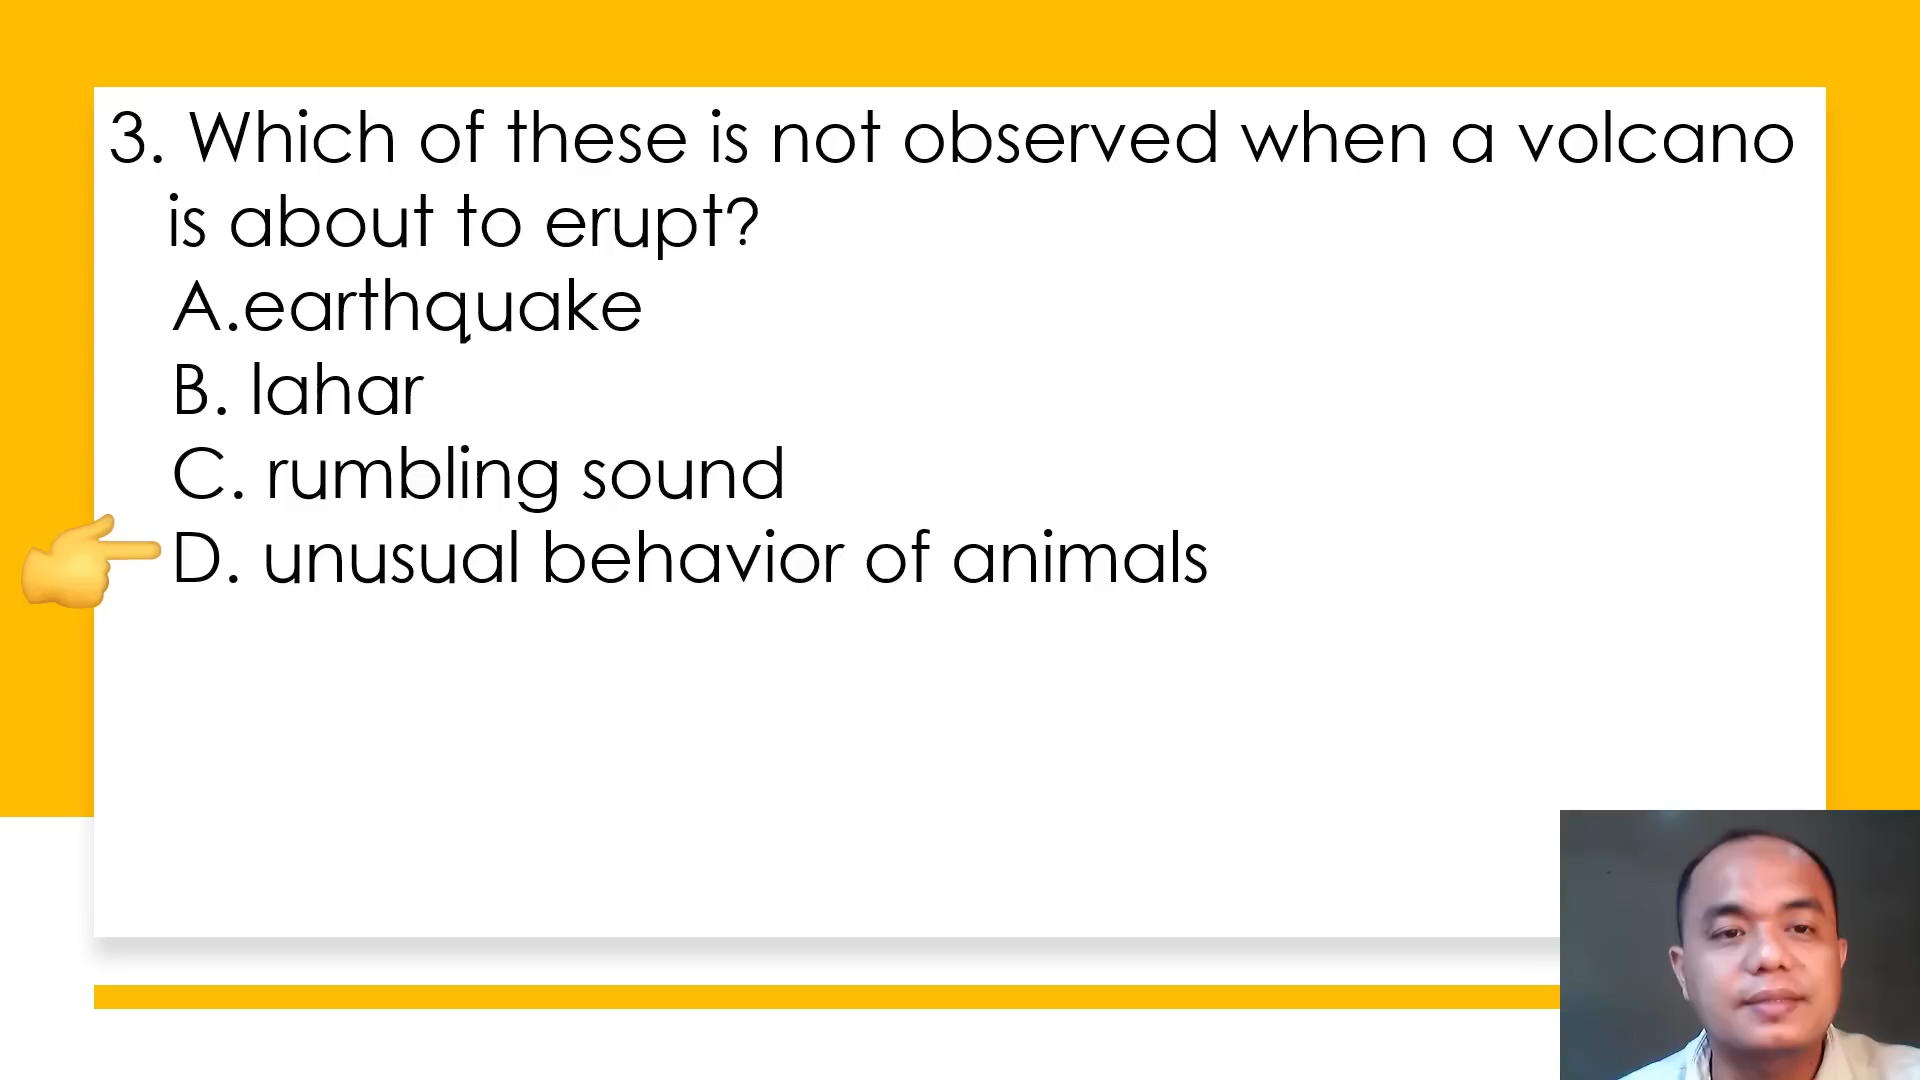 3. Which of these is not observed when a volcano
is about to erupt?
A.earthquake
B. lahar
C. rumbling sound
D. unusual behavior of animals